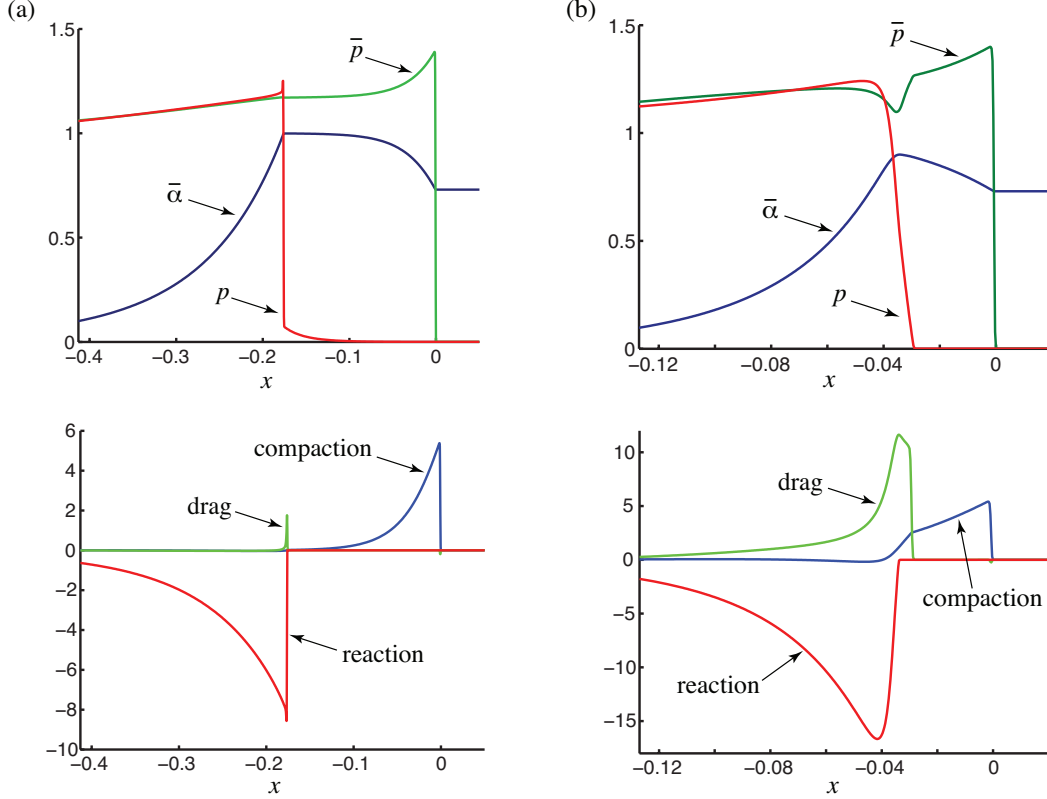 (a)
1.5
1
0.5
0
p̄
ᾱ
p
−0.4
−0.3
−0.2
−0.1
0
x
(b)
1.5
1
0.5
0
p̄
ᾱ
p
−0.12
−0.08
−0.04
0
x
6
4
2
0
−2
−4
−6
−8
−10
compaction
drag
reaction
−0.4
−0.3
−0.2
−0.1
0
x
10
5
0
−5
−10
−15
drag
compaction
reaction
−0.12
−0.08
−0.04
0
x